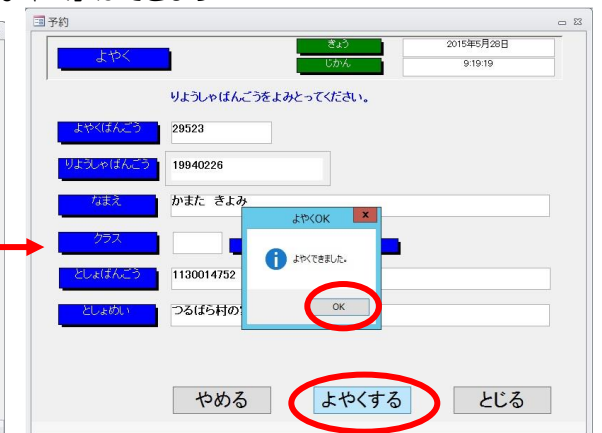 予約
よやく
きょう 2015年5月28日
じかん 9:19:19
りようしゃばんごうをよみとってください。
よやくばんごう 29523
りようしゃばんごう 19940226
なまえ かまた きよみ
よやくOK
クラス
よやくできました。
としょばんごう 1130014752
としょめい つるばら村の
OK
やめる よやくする とじる